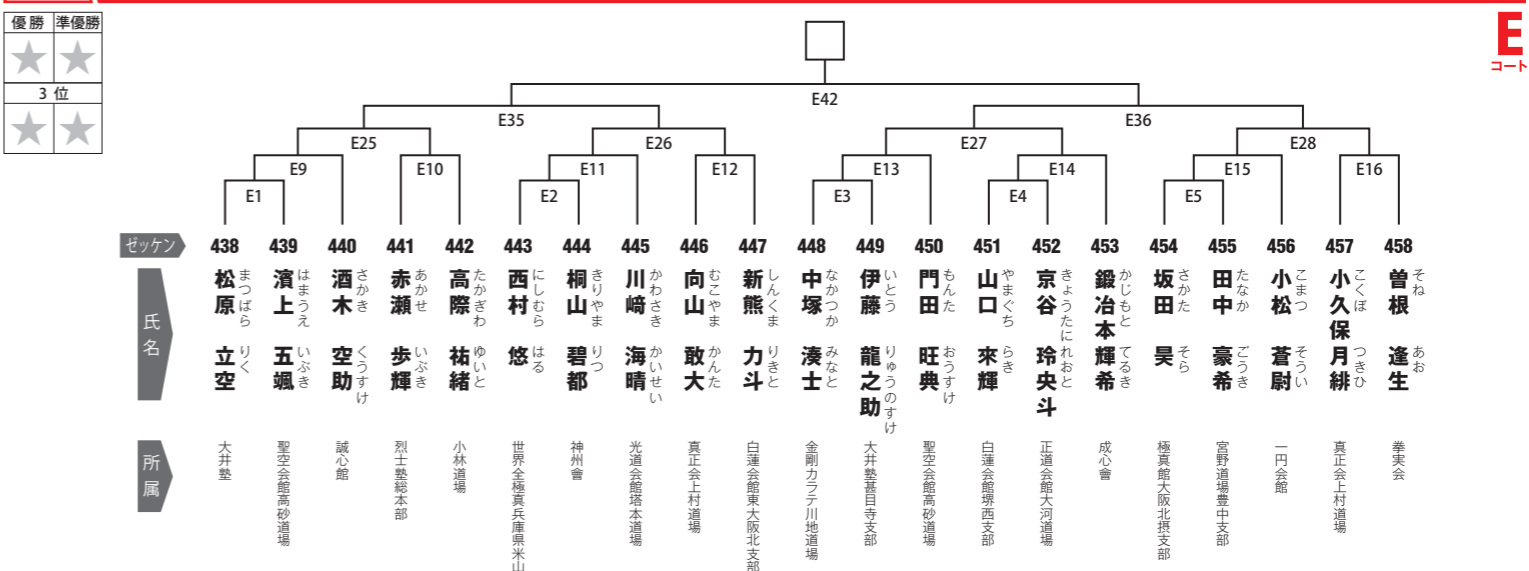 優勝 準優勝
3 位
E
コート
E42
E35 E36
E25 E26 E27 E28
E9 E10 E11 E12 E13 E14 E15 E16
E1 E2 E3 E4 E5
ゼッケン 438 439 440 441 442 443 444 445 446 447 448 449 450 451 452 453 454 455 456 457 458
氏名
松原 立空 まつばら りく
濱上 五颯 はまうえ いぶき
酒木 空助 さかき くうすけ
赤瀬 歩輝 あかせ いぶき
高際 祐緒 たかぎわ ゆいと
西村 悠 にしむら はる
桐山 碧都 きりやま りつ
川﨑 海晴 かわさき かいせい
向山 敢大 むこやま かんた
新熊 力斗 しんくま りきと
中塚 湊士 なかつか みなと
伊藤 龍之助 いとう りゅうのすけ
門田 旺典 もんた おうすけ
山口 來輝 やまぐち らき
京谷 玲央斗 きょうたに れおと
鍛冶本 輝希 かじもと てるき
坂田 昊 さかた そら
田中 豪希 たなか ごうき
小松 蒼尉 こまつ そうい
小久保 月緋 こくぼ つきひ
曽根 逢生 そね あお
所属
大井塾
聖空会館高砂道場
誠心館
烈士塾総本部
小林道場
世界全極真兵庫県米山
神州會
光道会館塔本道場
真正会上村道場
白蓮会館東大阪北支部
金剛カラテ川地道場
大井塾甚目寺支部
聖空会館高砂道場
白蓮会館堺西支部
正道会館大河道場
成心會
極真館大阪北摂支部
宮野道場豊中支部
一円会館
真正会上村道場
拳実会